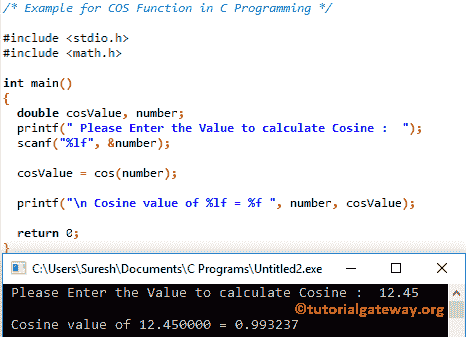 /* Example for COS Function in C Programming */
#include <stdio.h>
#include <math.h>
int main()
{
double cosValue, number;
printf(" Please Enter the Value to calculate Cosine :  ");
scanf("%lf", &number);
cosValue = cos(number);
printf("\n Cosine value of %lf = %f ", number, cosValue);
return 0;
}
C:\Users\Suresh\Documents\C Programs\Untitled2.exe
Please Enter the Value to calculate Cosine :  12.45
©tutorialgateway.org
Cosine value of 12.450000 = 0.993237